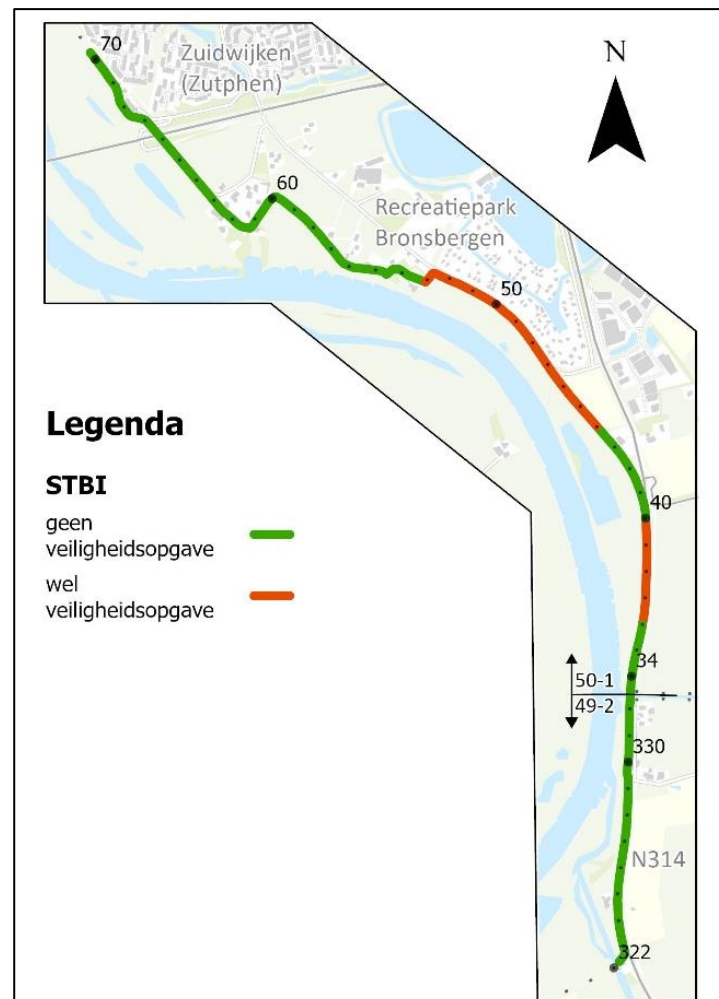 70
Zuidwijken
(Zutphen)
N
60
Recreatiepark
Bronsbergen
50
Legenda
STBI
geen
veiligheidsopgave
wel
veiligheidsopgave
40
34
50-1
49-2
330
N314
322